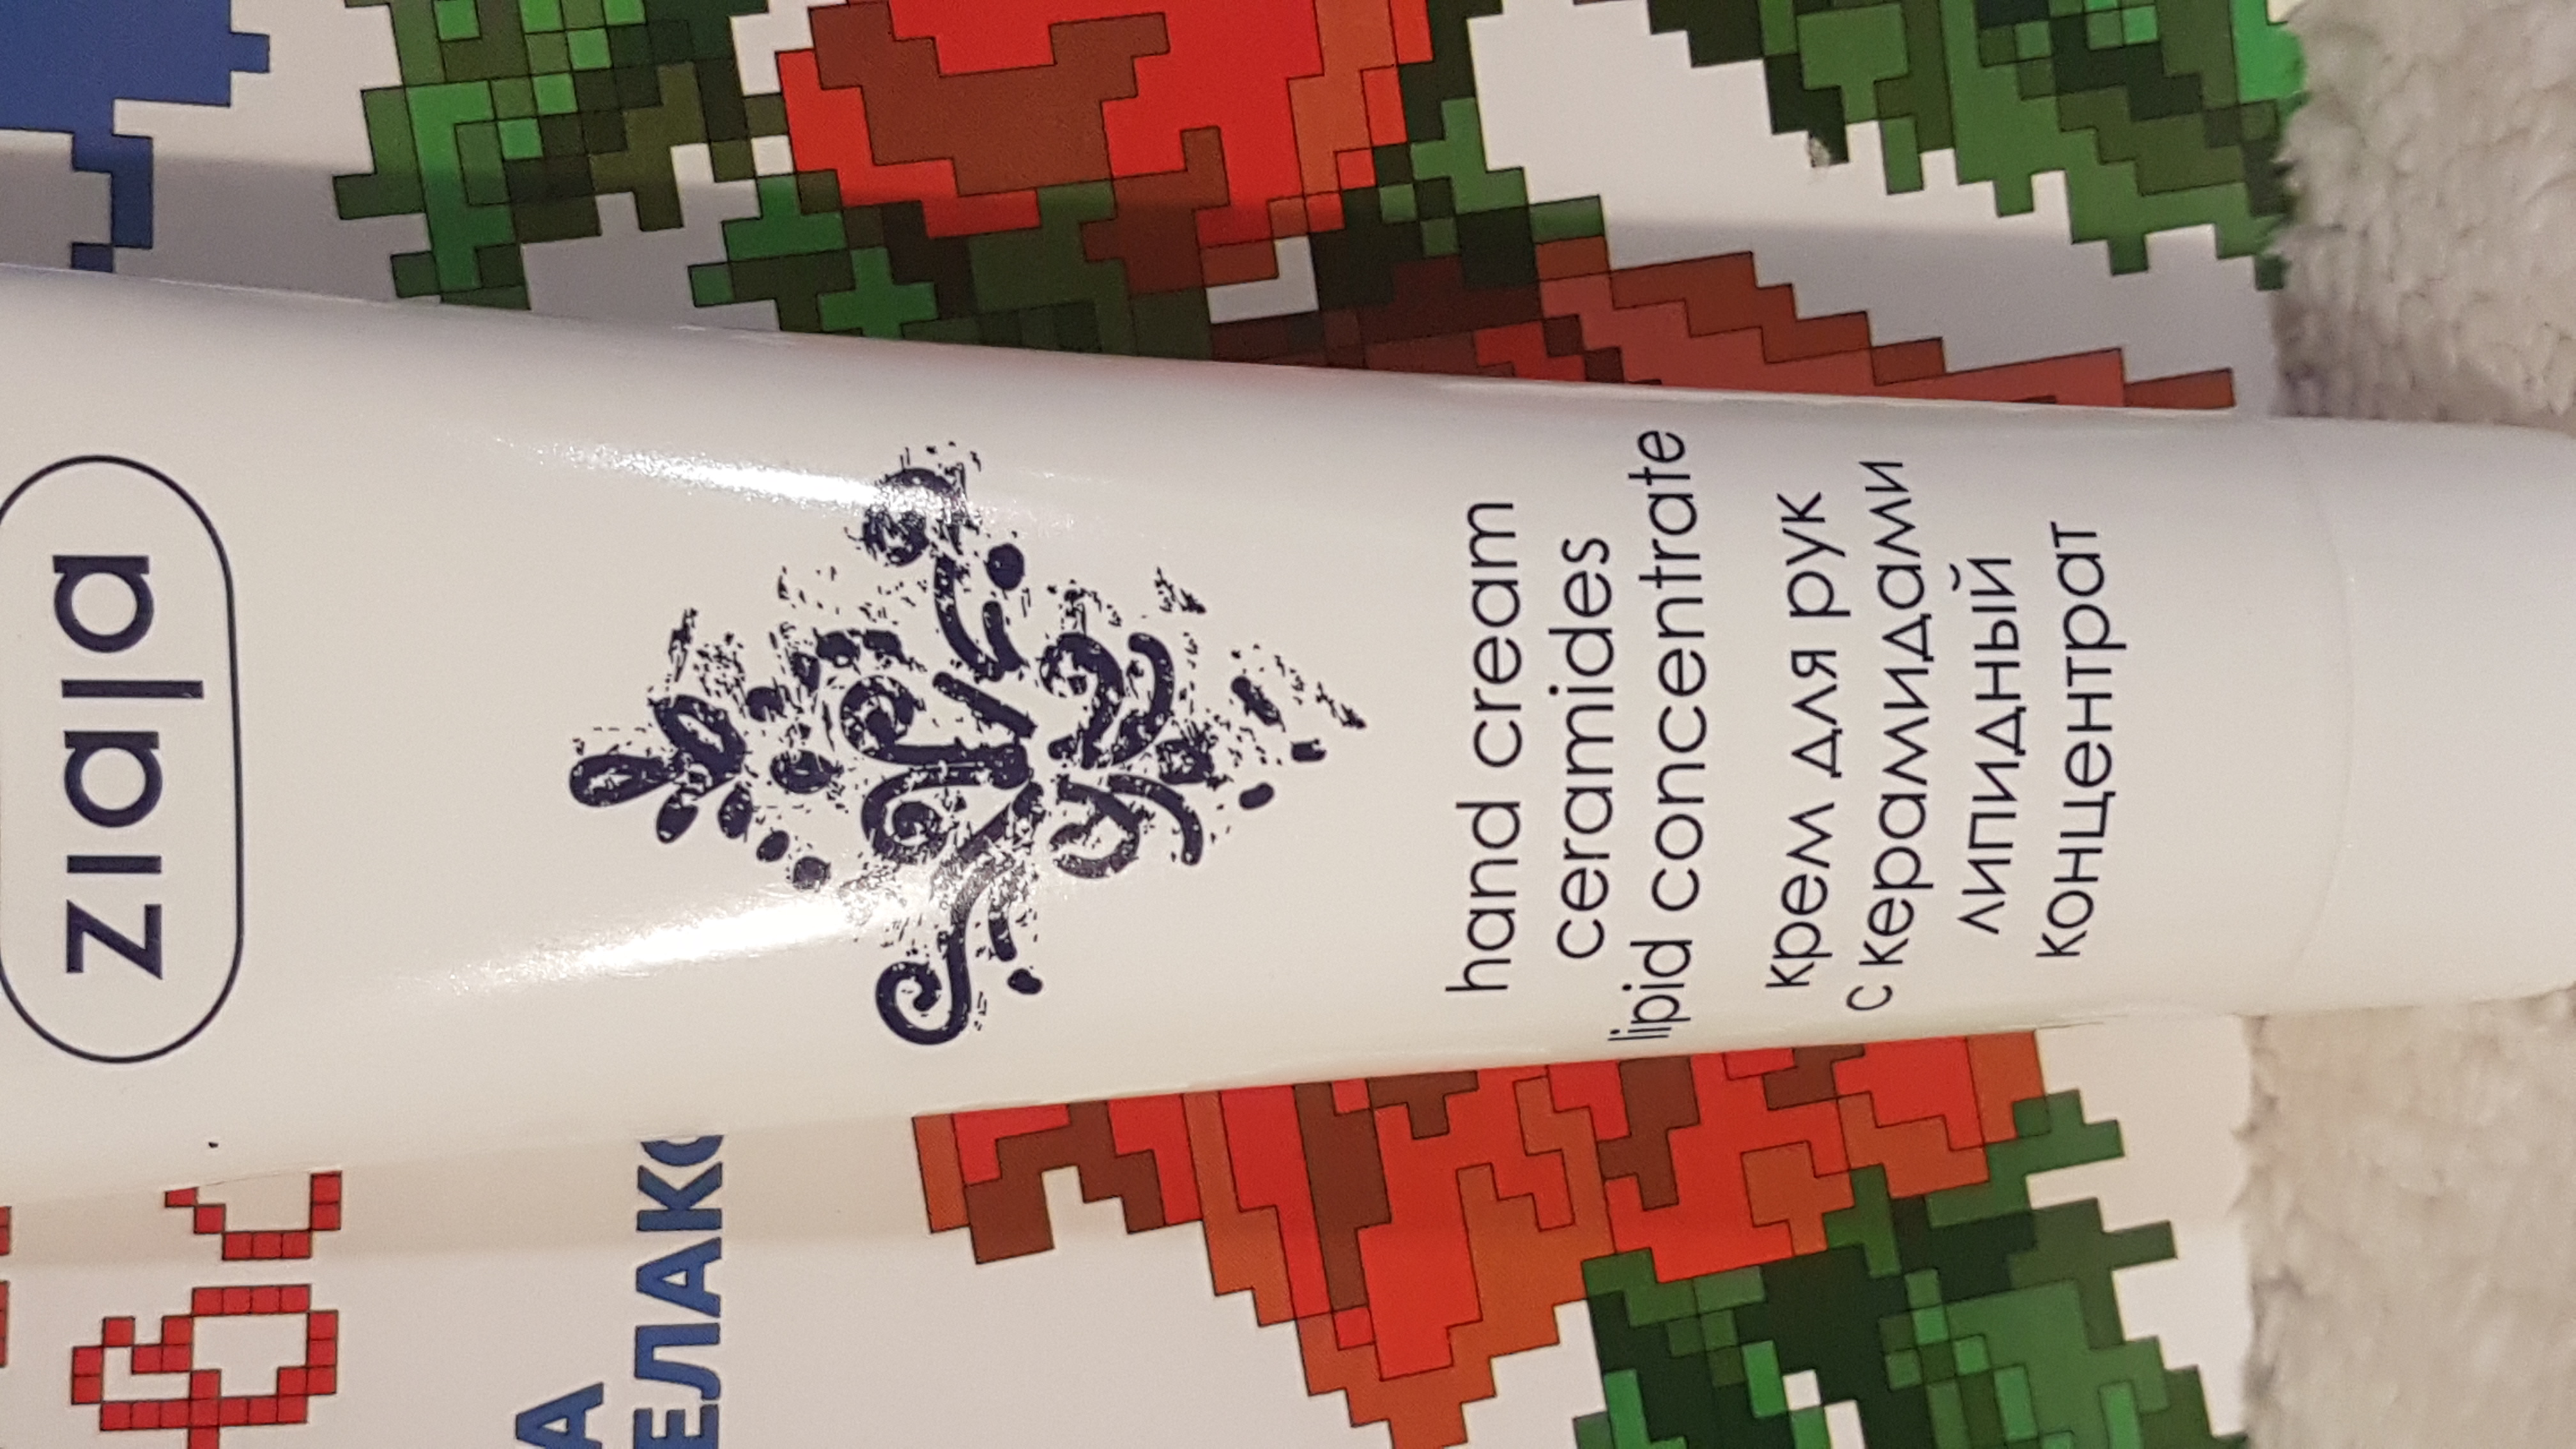 ziaja
hand cream
ceramides
lipid concentrate
крем для рук
с керамидами
липидный
концентрат